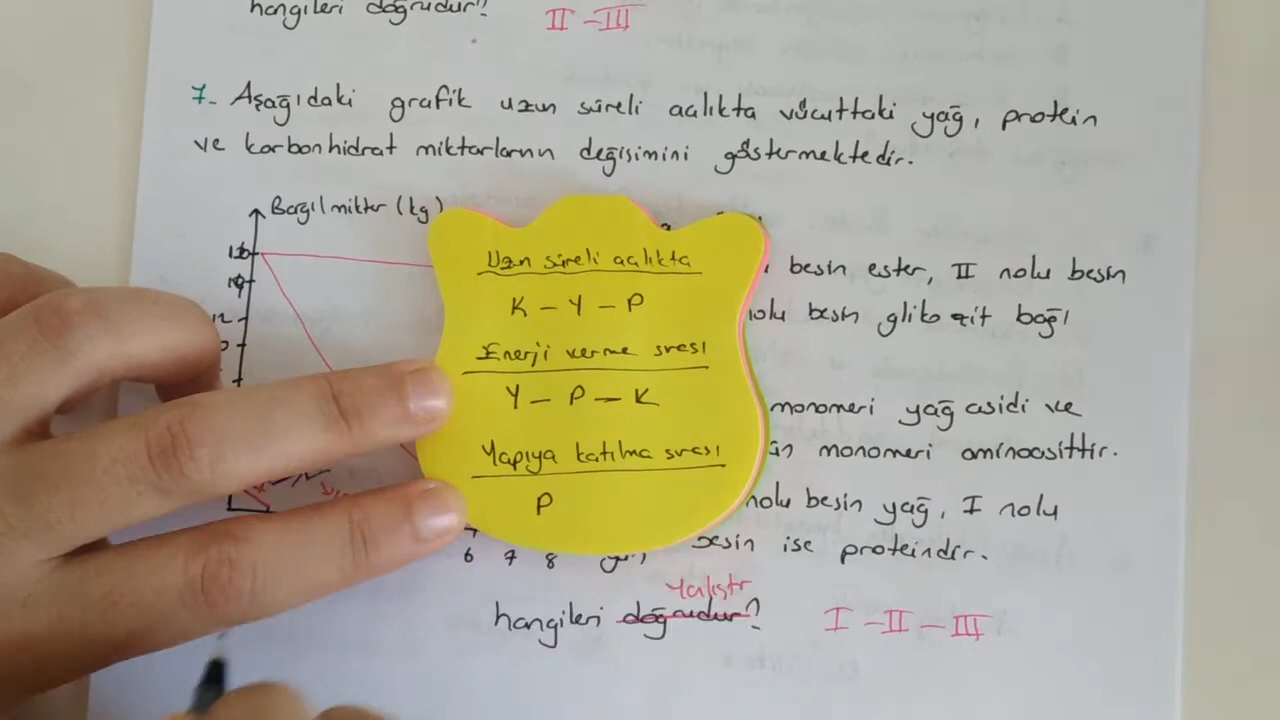 hangileri doğrudur? II - III
7- Aşağıdaki grafik uzun süreli açlıkta vücuttaki yağ, protein
ve karbonhidrat miktarlarının değişimini göstermektedir.
Bağıl miktar (kg)
besin ester, II nolu besin
nolu besin glikozit bağı
monomeri yağ asidi ve
monomeri aminoasittir.
nolu besin yağ, I nolu
besin ise proteindir.
6 7 8
Yanlıştır
hangileri doğrudur? I - II - III
Uzun süreli açlıkta
K - Y - P
Enerji verme sırası
Y - P - K
Yapıya katılma sırası
P